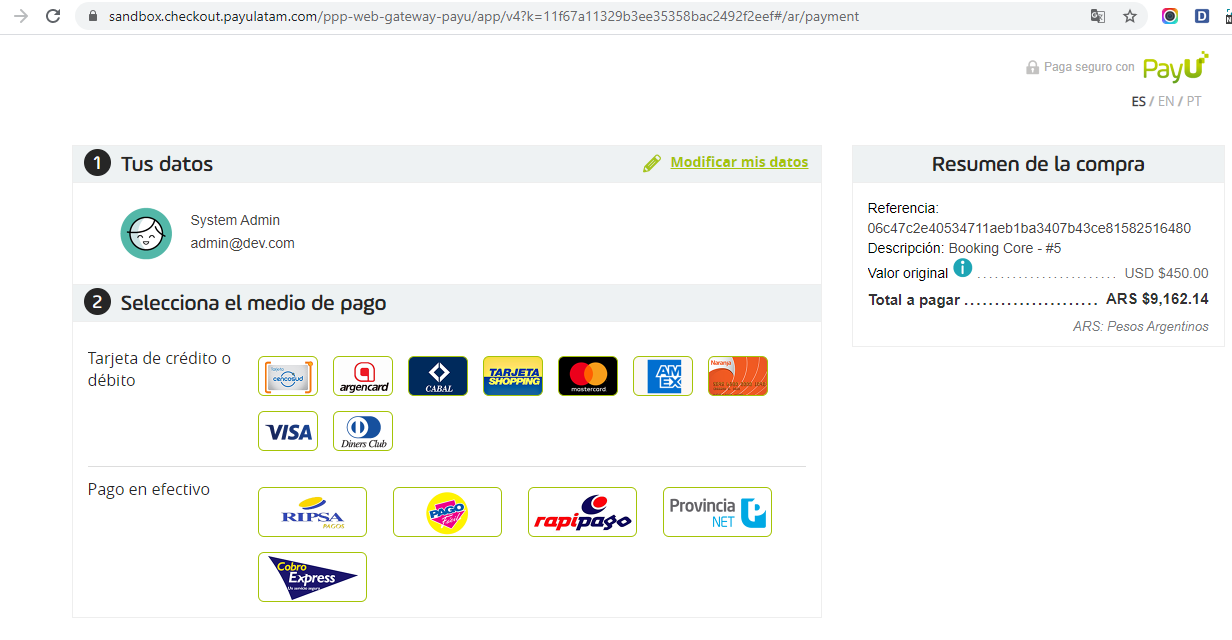 sandbox.checkout.payulatam.com/ppp-web-gateway-payu/app/v4?k=11f67a11329b3ee35358bac2492f2eef#/ar/payment
Paga seguro con PayU
ES / EN / PT
1 Tus datos
Modificar mis datos
System Admin
admin@dev.com
2 Selecciona el medio de pago
Tarjeta de crédito o
débito
cencosud
argencard
CABAL
TARJETA
SHOPPING
mastercard
AM
EX
Naranja
VISA
Diners Club
Pago en efectivo
RIPSA
PAGOS
PAGO
fácil
rapipago
Provincia
NET
Cobro
Express
Un servicio seguro
Resumen de la compra
Referencia:
06c47c2e40534711aeb1ba3407b43ce81582516480
Descripción: Booking Core - #5
Valor original i ....................... USD $450.00
Total a pagar ...................... ARS $9,162.14
ARS: Pesos Argentinos